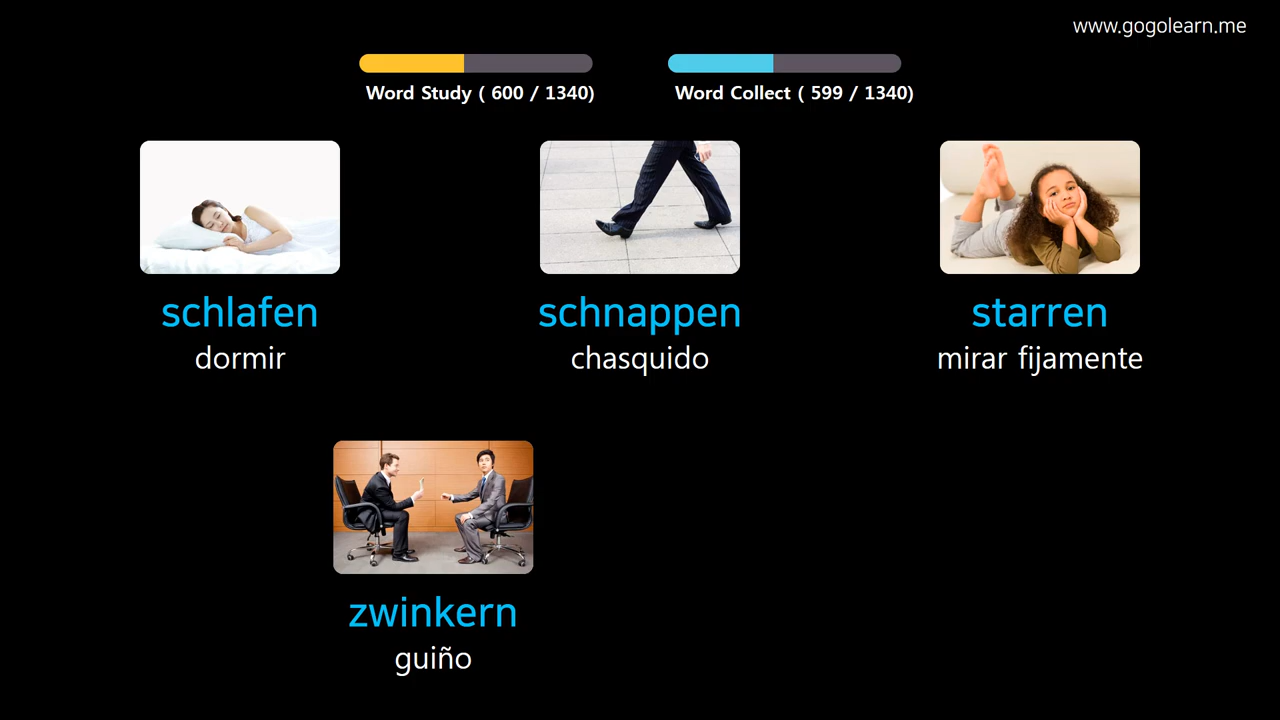 www.gogolearn.me
Word Study ( 600 / 1340)
Word Collect ( 599 / 1340)
schlafen
dormir
schnappen
chasquido
starren
mirar fijamente
zwinkern
guiño